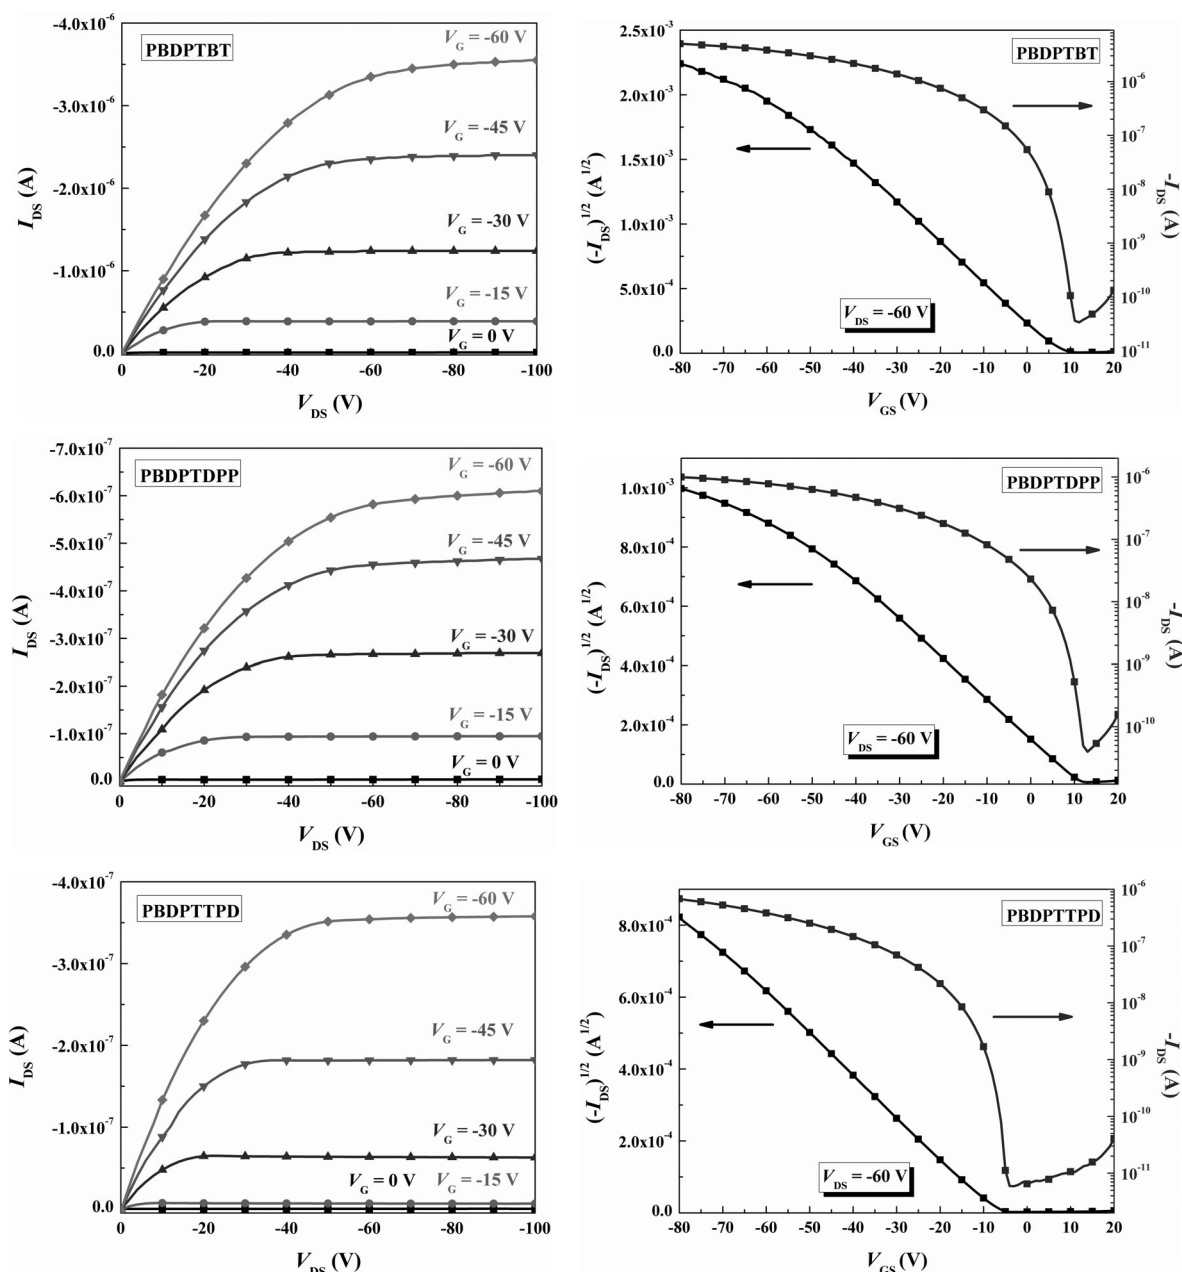 PBDPTBT
V_G = -60 V
V_G = -45 V
V_G = -30 V
V_G = -15 V
V_G = 0 V
-4.0x10^-6
-3.0x10^-6
-2.0x10^-6
-1.0x10^-6
0.0
I_DS (A)
0 -20 -40 -60 -80 -100
V_DS (V)
PBDPTBT
2.5x10^-3
2.0x10^-3
1.5x10^-3
1.0x10^-3
5.0x10^-4
0.0
(-I_DS)^1/2 (A^1/2)
10^-5
10^-6
10^-7
10^-8
10^-9
10^-10
10^-11
-I_DS (A)
V_DS = -60 V
-80 -70 -60 -50 -40 -30 -20 -10 0 10 20
V_GS (V)
PBDPTDPP
V_G = -60 V
V_G = -45 V
V_G = -30 V
V_G = -15 V
V_G = 0 V
-7.0x10^-7
-6.0x10^-7
-5.0x10^-7
-4.0x10^-7
-3.0x10^-7
-2.0x10^-7
-1.0x10^-7
0.0
I_DS (A)
0 -20 -40 -60 -80 -100
V_DS (V)
PBDPTDPP
1.0x10^-3
8.0x10^-4
6.0x10^-4
4.0x10^-4
2.0x10^-4
0.0
(-I_DS)^1/2 (A^1/2)
10^-6
10^-7
10^-8
10^-9
10^-10
-I_DS (A)
V_DS = -60 V
-80 -70 -60 -50 -40 -30 -20 -10 0 10 20
V_GS (V)
PBDPTTPD
V_G = -60 V
V_G = -45 V
V_G = -30 V
V_G = 0 V V_G = -15 V
-4.0x10^-7
-3.0x10^-7
-2.0x10^-7
-1.0x10^-7
0.0
I_DS (A)
0 -20 -40 -60 -80 -100
V_DS (V)
PBDPTTPD
8.0x10^-4
6.0x10^-4
4.0x10^-4
2.0x10^-4
0.0
(-I_DS)^1/2 (A^1/2)
10^-6
10^-7
10^-8
10^-9
10^-10
10^-11
-I_DS (A)
V_DS = -60 V
-80 -70 -60 -50 -40 -30 -20 -10 0 10 20
V_GS (V)